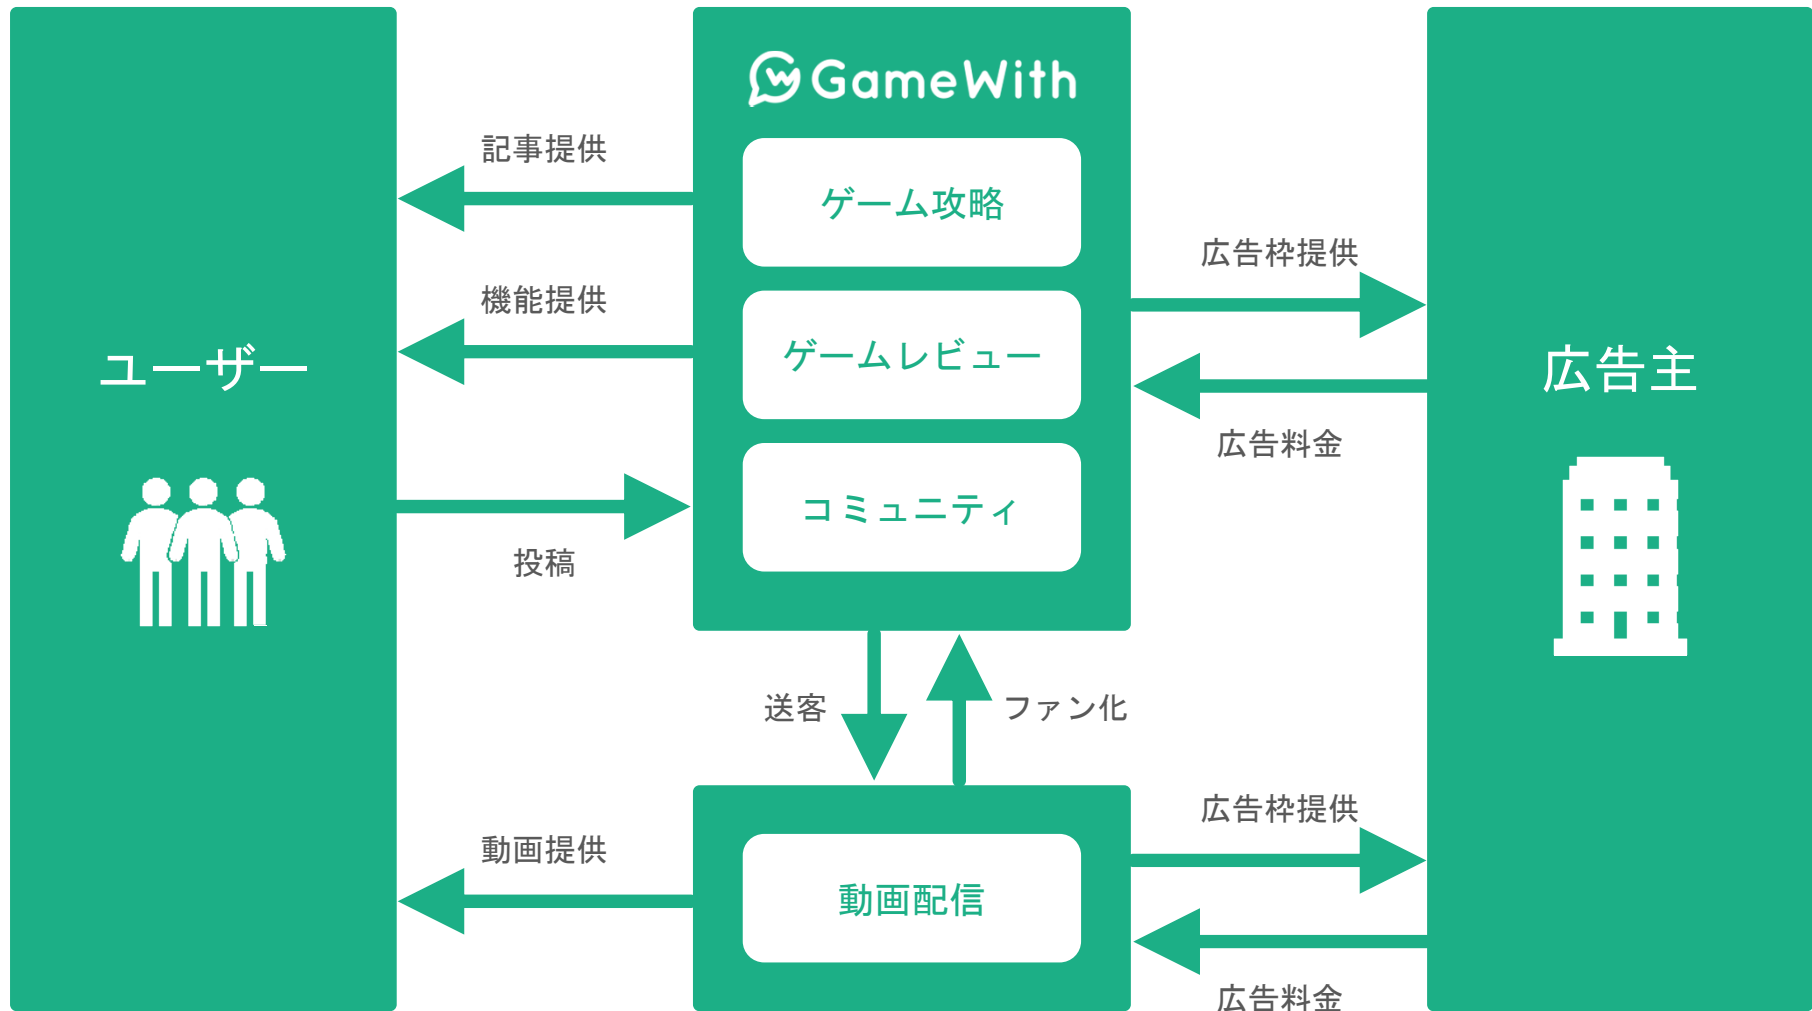 ユーザー
記事提供
機能提供
投稿
動画提供
GameWith
ゲーム攻略
ゲームレビュー
コミュニティ
送客
ファン化
動画配信
広告枠提供
広告料金
広告枠提供
広告料金
広告主